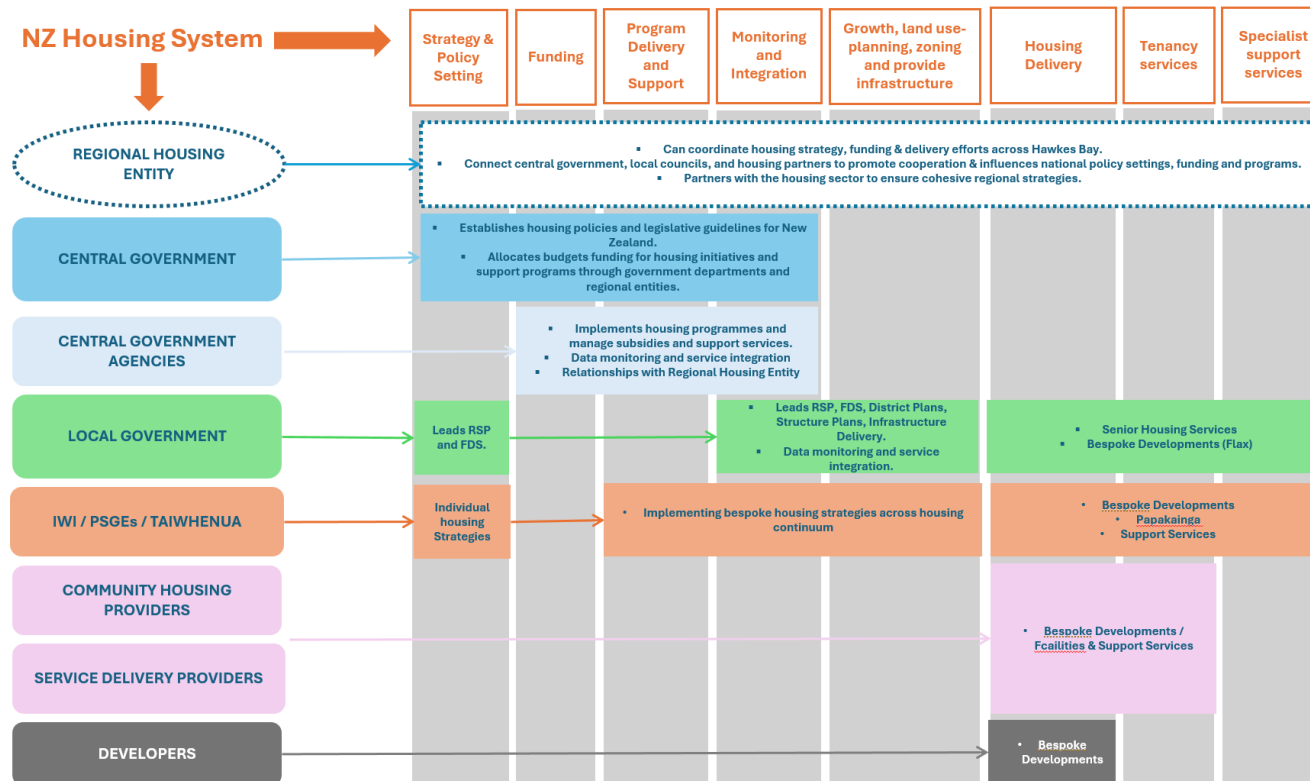 NZ Housing System
Strategy &
Policy
Setting
Funding
Program
Delivery
and
Support
Monitoring
and
Integration
Growth, land use-
planning, zoning
and provide
infrastructure
Housing
Delivery
Tenancy
services
Specialist
support
services
REGIONAL HOUSING
ENTITY
▪ Can coordinate housing strategy, funding & delivery efforts across Hawkes Bay.
▪ Connect central government, local councils, and housing partners to promote cooperation & influences national policy settings, funding and programs.
▪ Partners with the housing sector to ensure cohesive regional strategies.
CENTRAL GOVERNMENT
▪ Establishes housing policies and legislative guidelines for New
Zealand.
▪ Allocates budgets funding for housing initiatives and
support programs through government departments and
regional entities.
CENTRAL GOVERNMENT
AGENCIES
▪ Implements housing programmes and
manage subsidies and support services.
▪ Data monitoring and service integration
▪ Relationships with Regional Housing Entity
LOCAL GOVERNMENT
Leads RSP
and FDS.
▪ Leads RSP, FDS, District Plans,
Structure Plans, Infrastructure
Delivery.
▪ Data monitoring and service
integration.
▪ Senior Housing Services
▪ Bespoke Developments (Flax)
IWI / PSGEs / TAIWHENUA
Individual
housing
Strategies
• Implementing bespoke housing strategies across housing
continuum
• Bespoke Developments
• Papakainga
• Support Services
COMMUNITY HOUSING
PROVIDERS
SERVICE DELIVERY PROVIDERS
• Bespoke Developments /
Fcailities & Support Services
DEVELOPERS
• Bespoke
Developments